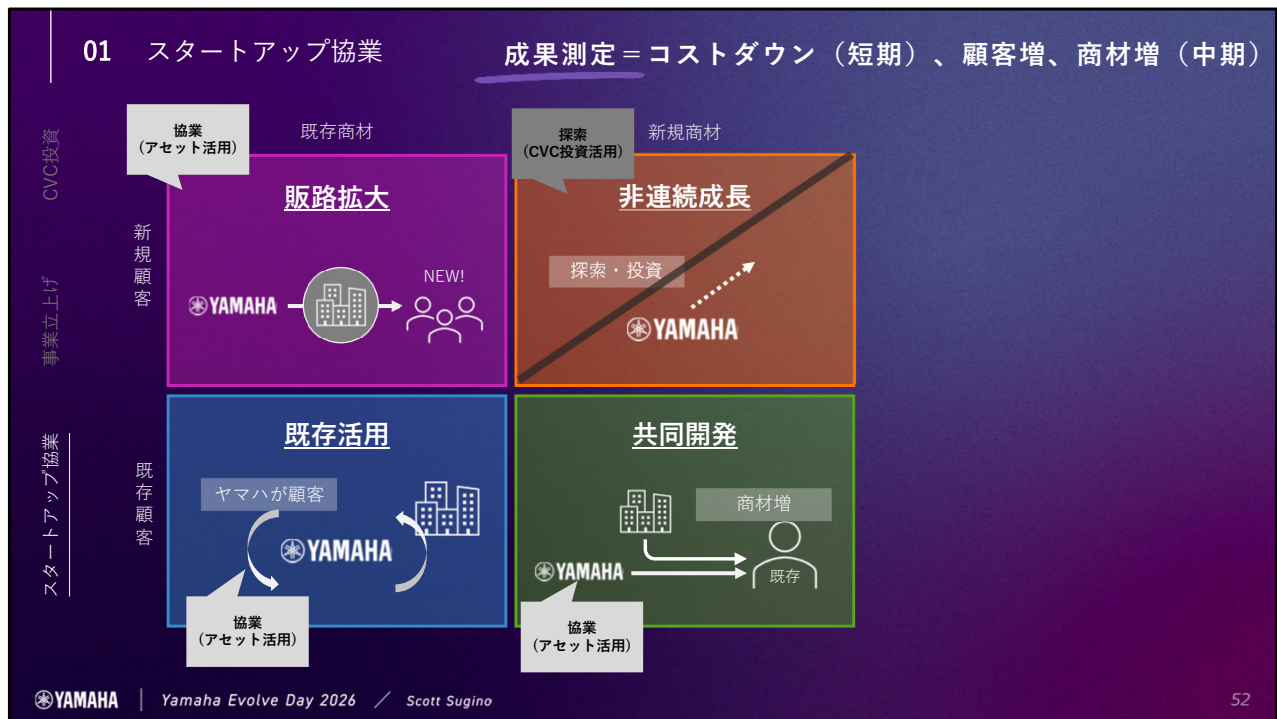 01 スタートアップ協業
成果測定＝コストダウン（短期）、顧客増、商材増（中期）
CVC投資
事業立上げ
スタートアップ協業
既存商材
新規商材
新規顧客
既存顧客
協業
（アセット活用）
販路拡大
YAMAHA
NEW!
探索
（CVC投資活用）
非連続成長
探索・投資
YAMAHA
既存活用
ヤマハが顧客
YAMAHA
協業
（アセット活用）
共同開発
商材増
YAMAHA
既存
協業
（アセット活用）
YAMAHA Yamaha Evolve Day 2026 ／ Scott Sugino
52